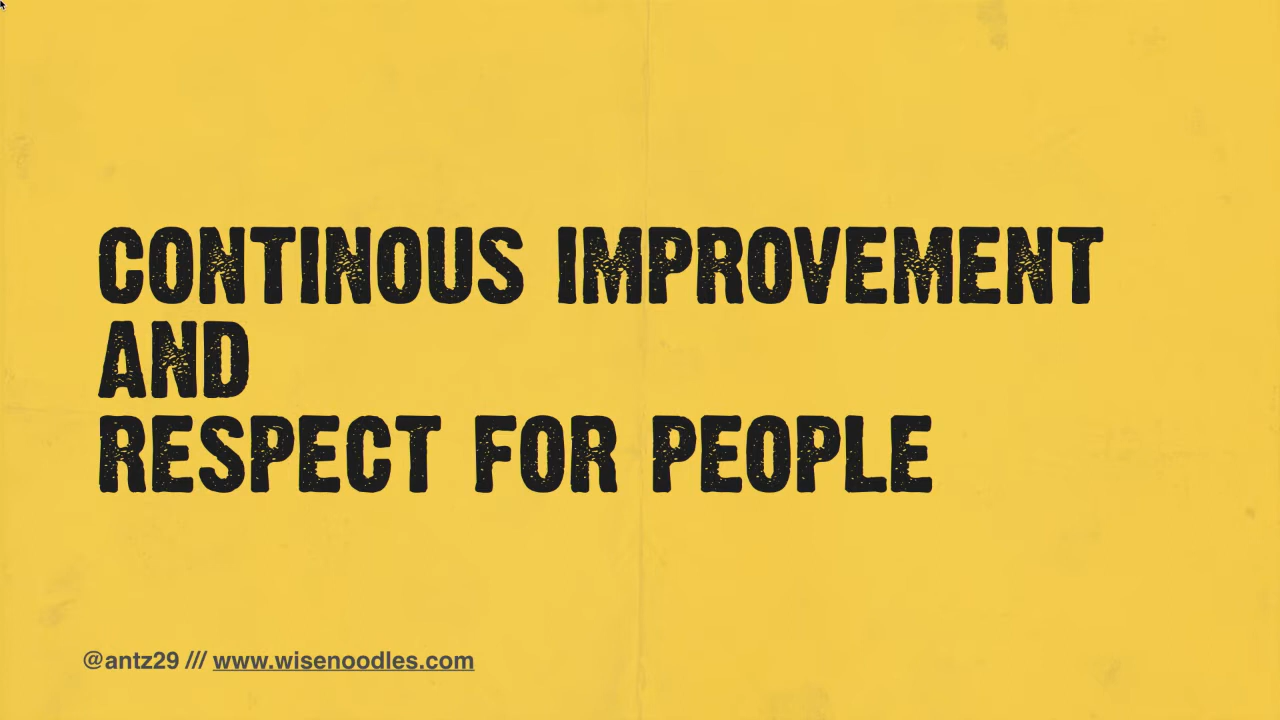 CONTINOUS IMPROVEMENT
AND
RESPECT FOR PEOPLE
@antz29 /// www.wisenoodles.com